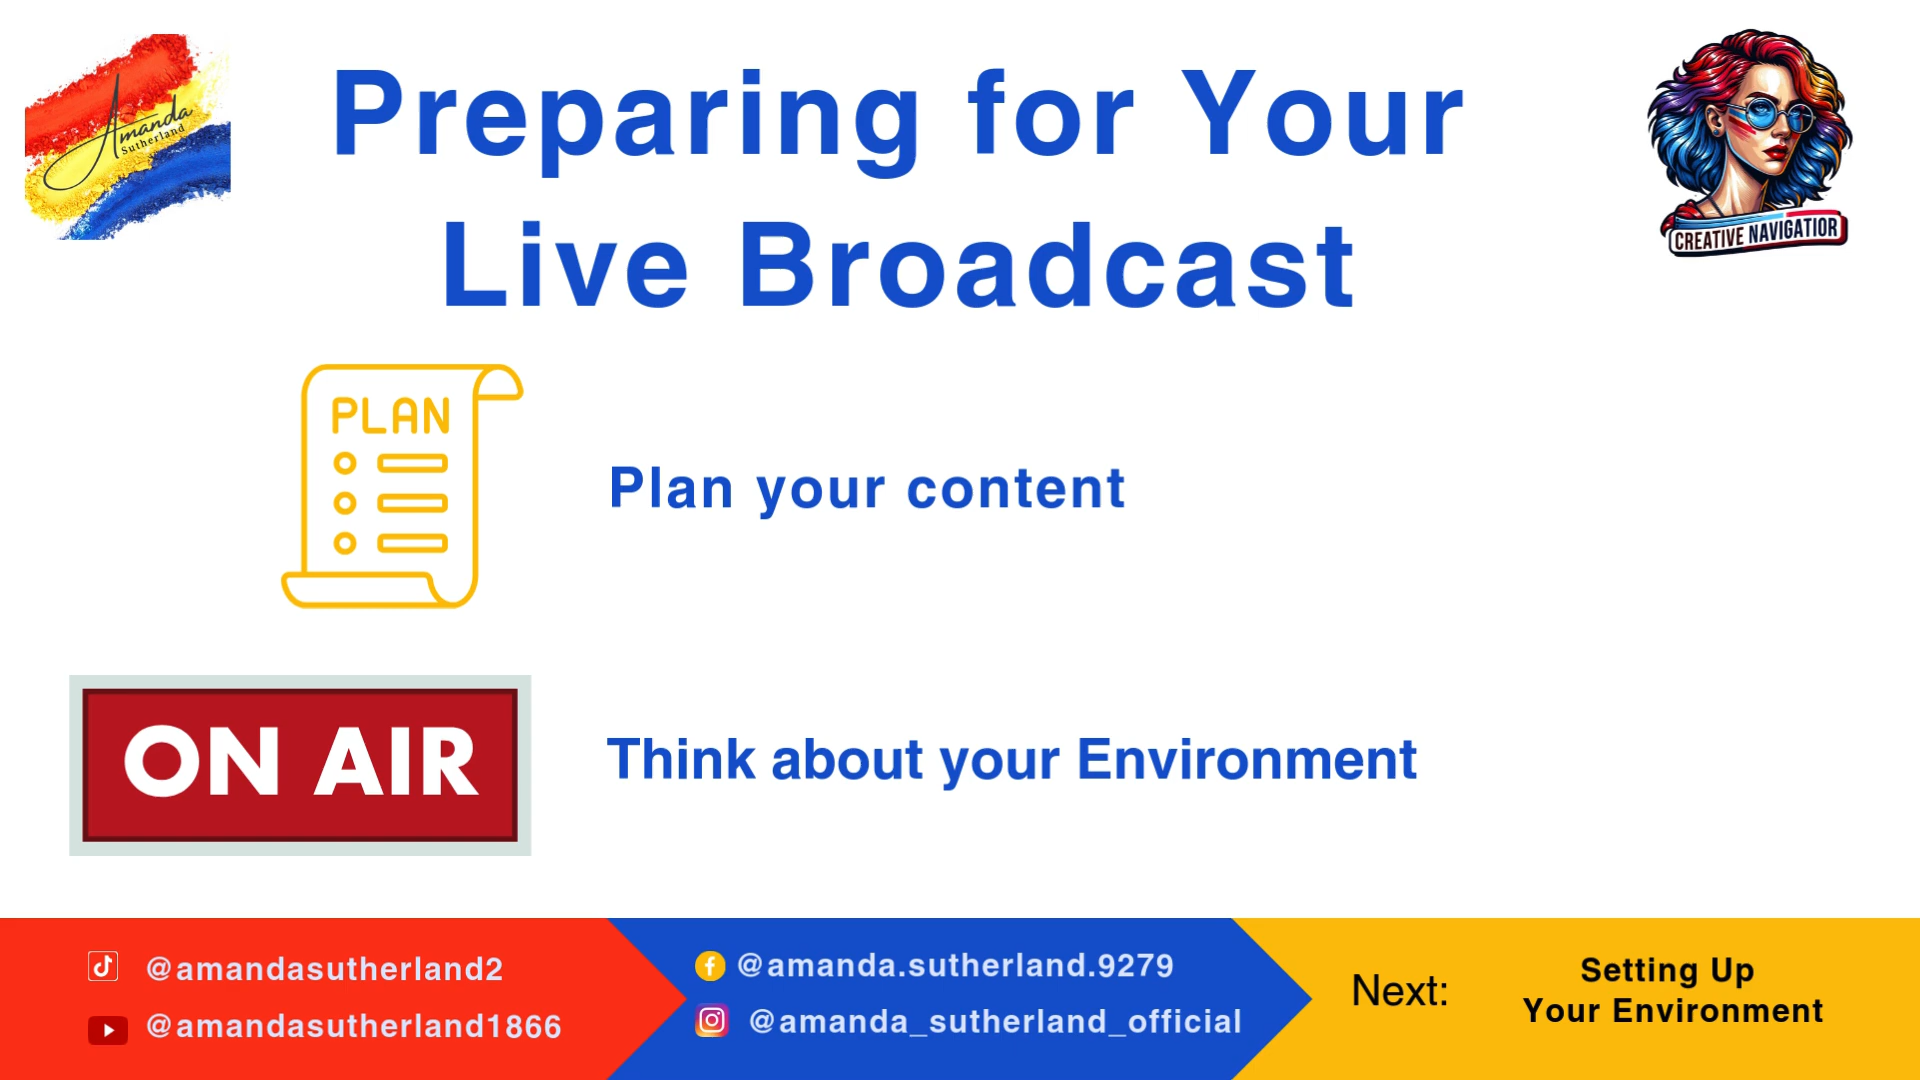 Amanda
Sutherland
Preparing for Your
Live Broadcast
CREATIVE NAVIGATIOR
PLAN
Plan your content
ON AIR
Think about your Environment
@amandasutherland2
@amandasutherland1866
@amanda.sutherland.9279
@amanda_sutherland_official
Next:
Setting Up
Your Environment